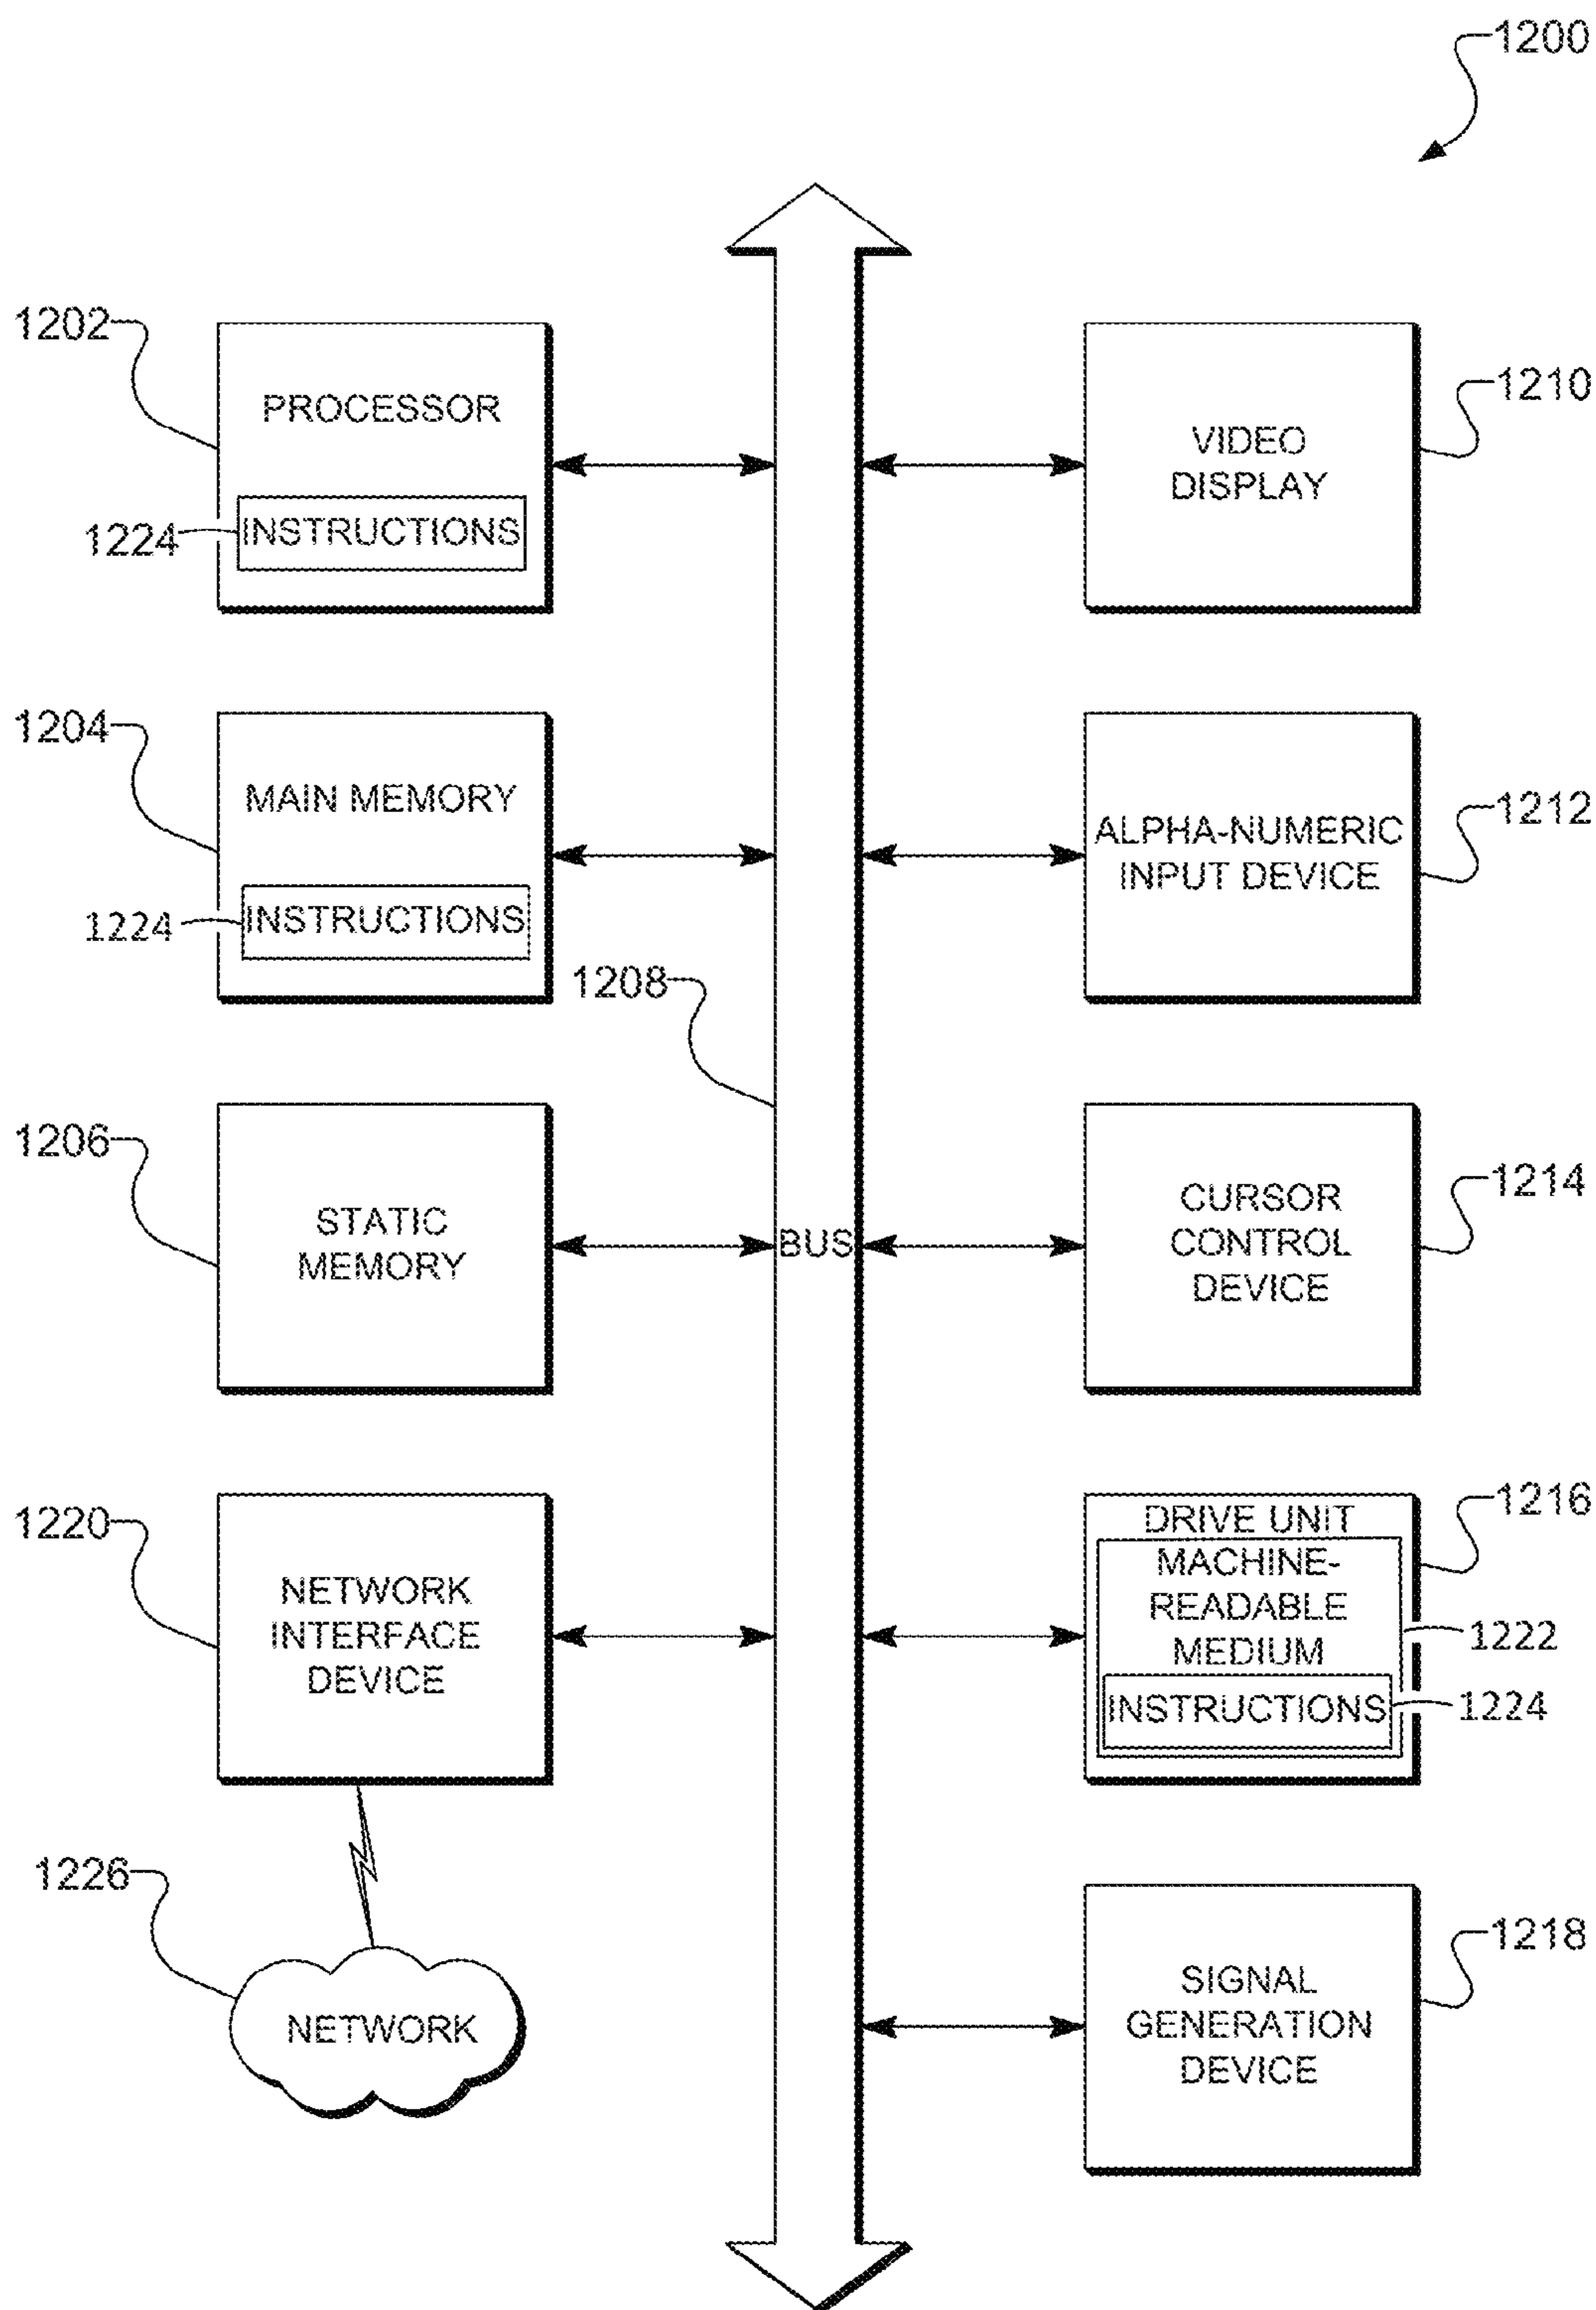 1200
1202
PROCESSOR
1224
INSTRUCTIONS
1204
MAIN MEMORY
1224
INSTRUCTIONS
1208
1206
STATIC
MEMORY
BUS
1220
NETWORK
INTERFACE
DEVICE
1226
NETWORK
1210
VIDEO
DISPLAY
1212
ALPHA-NUMERIC
INPUT DEVICE
1214
CURSOR
CONTROL
DEVICE
1216
DRIVE UNIT
MACHINE-
READABLE
MEDIUM
1222
INSTRUCTIONS
1224
1218
SIGNAL
GENERATION
DEVICE